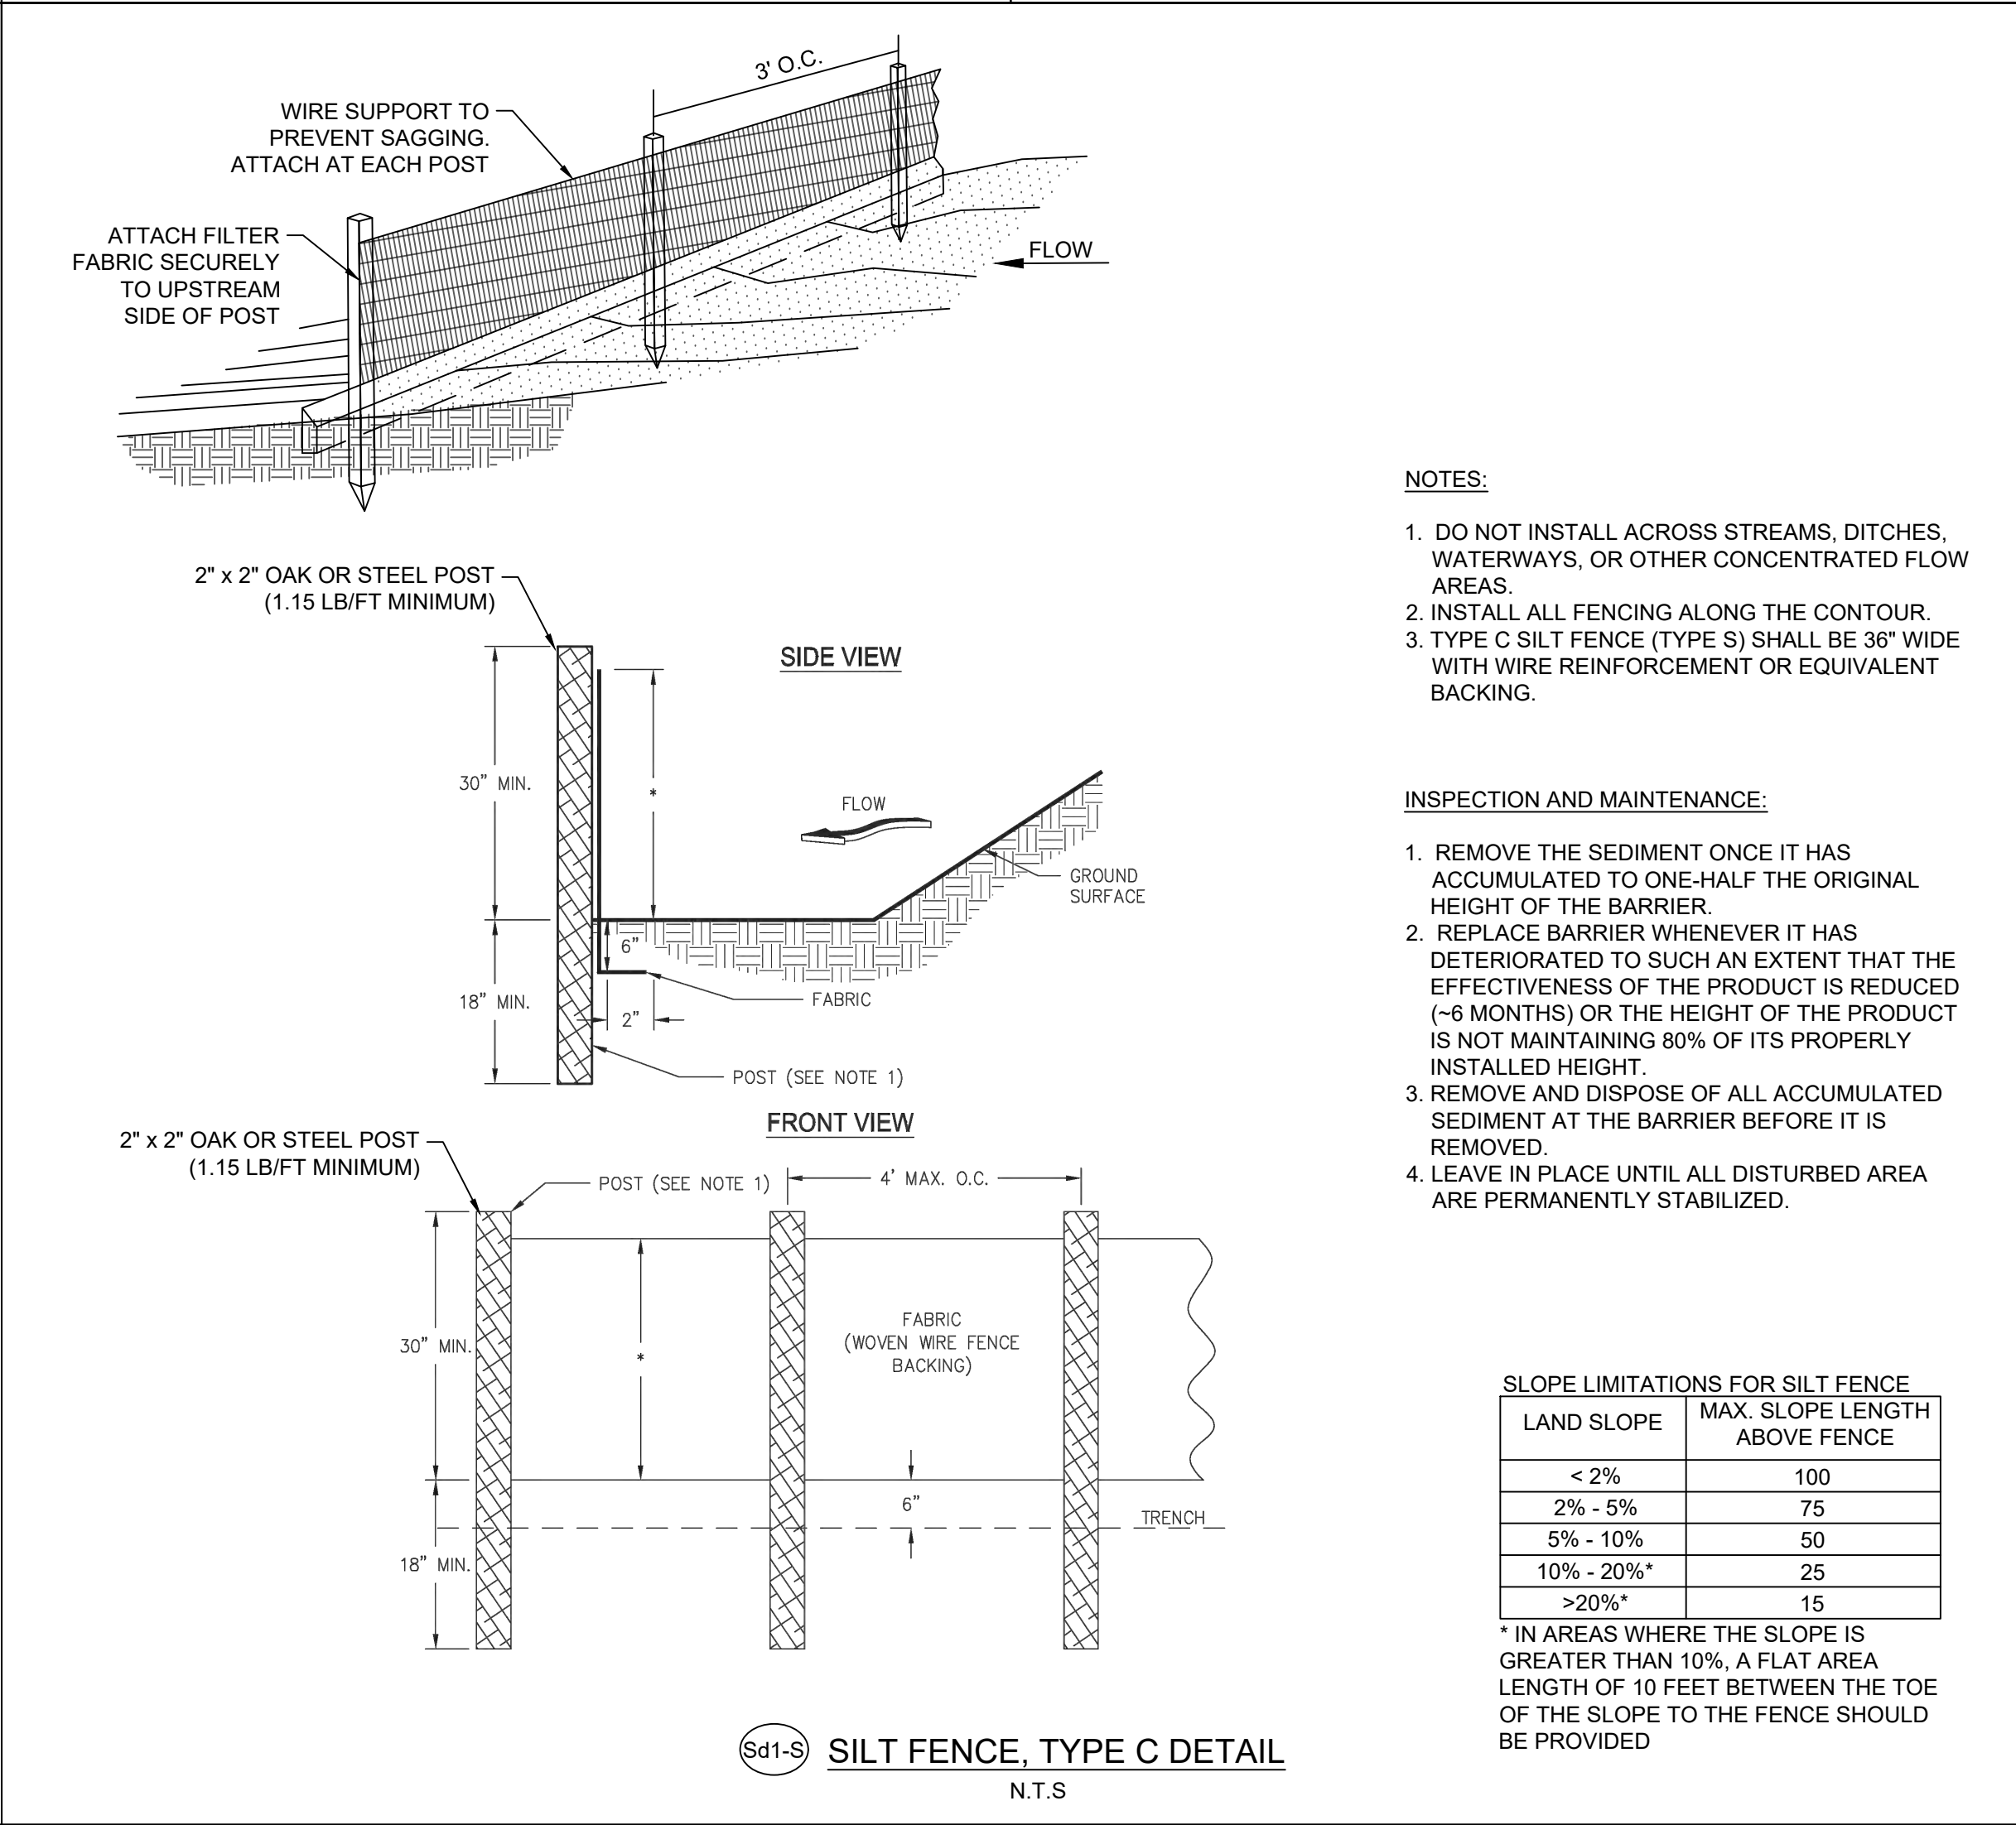 3' O.C.
WIRE SUPPORT TO
PREVENT SAGGING.
ATTACH AT EACH POST
ATTACH FILTER
FABRIC SECURELY
TO UPSTREAM
SIDE OF POST
FLOW
2" x 2" OAK OR STEEL POST
(1.15 LB/FT MINIMUM)
SIDE VIEW
30" MIN.
*
FLOW
GROUND
SURFACE
6"
FABRIC
18" MIN.
2"
POST (SEE NOTE 1)
FRONT VIEW
2" x 2" OAK OR STEEL POST
(1.15 LB/FT MINIMUM)
POST (SEE NOTE 1)
4' MAX. O.C.
30" MIN.
*
FABRIC
(WOVEN WIRE FENCE
BACKING)
6"
TRENCH
18" MIN.
Sd1-S
SILT FENCE, TYPE C DETAIL
N.T.S
NOTES:
1. DO NOT INSTALL ACROSS STREAMS, DITCHES,
WATERWAYS, OR OTHER CONCENTRATED FLOW
AREAS.
2. INSTALL ALL FENCING ALONG THE CONTOUR.
3. TYPE C SILT FENCE (TYPE S) SHALL BE 36" WIDE
WITH WIRE REINFORCEMENT OR EQUIVALENT
BACKING.
INSPECTION AND MAINTENANCE:
1. REMOVE THE SEDIMENT ONCE IT HAS
ACCUMULATED TO ONE-HALF THE ORIGINAL
HEIGHT OF THE BARRIER.
2. REPLACE BARRIER WHENEVER IT HAS
DETERIORATED TO SUCH AN EXTENT THAT THE
EFFECTIVENESS OF THE PRODUCT IS REDUCED
(~6 MONTHS) OR THE HEIGHT OF THE PRODUCT
IS NOT MAINTAINING 80% OF ITS PROPERLY
INSTALLED HEIGHT.
3. REMOVE AND DISPOSE OF ALL ACCUMULATED
SEDIMENT AT THE BARRIER BEFORE IT IS
REMOVED.
4. LEAVE IN PLACE UNTIL ALL DISTURBED AREA
ARE PERMANENTLY STABILIZED.
SLOPE LIMITATIONS FOR SILT FENCE
LAND SLOPE
MAX. SLOPE LENGTH
ABOVE FENCE
< 2% 100
2% - 5% 75
5% - 10% 50
10% - 20%* 25
>20%* 15
* IN AREAS WHERE THE SLOPE IS
GREATER THAN 10%, A FLAT AREA
LENGTH OF 10 FEET BETWEEN THE TOE
OF THE SLOPE TO THE FENCE SHOULD
BE PROVIDED